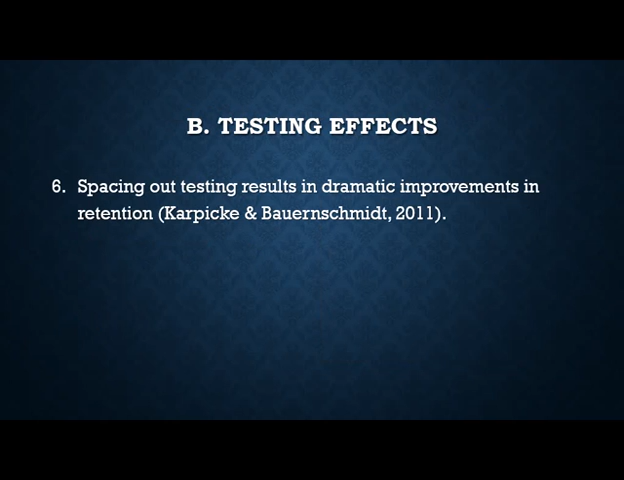 B. TESTING EFFECTS
6. Spacing out testing results in dramatic improvements in
retention (Karpicke & Bauernschmidt, 2011).